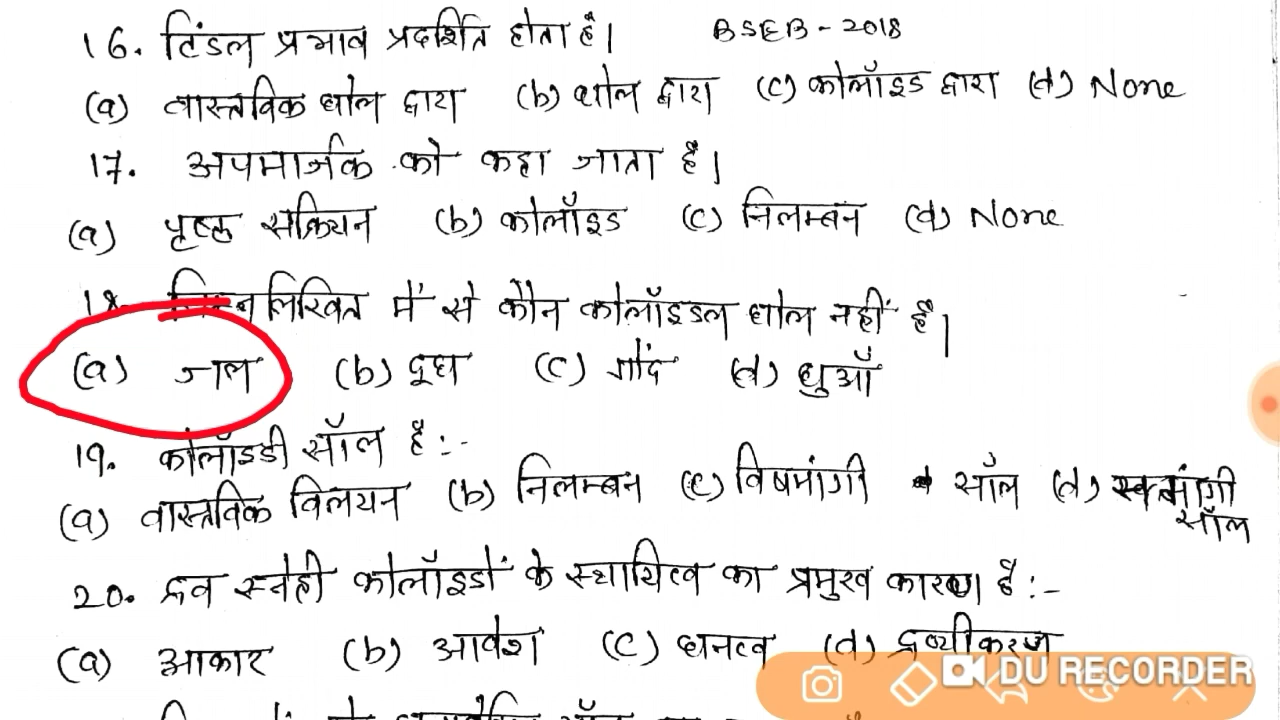 16. टिंडल प्रभाव प्रदर्शित होता है। BSEB - 2018
(a) वास्तविक घोल द्वारा (b) घोल द्वारा (c) कोलॉइड द्वारा (d) None
17. अपमार्जक को कहा जाता है।
(a) पृष्ठ सक्रियन (b) कोलॉइड (c) निलम्बन (d) None
18. निम्नलिखित में से कौन कोलॉइडल घोल नहीं है।
(a) जल (b) दूध (c) गोंद (d) धुआँ
19. कोलॉइडी सॉल है :-
(a) वास्तविक विलयन (b) निलम्बन (c) विषमांगी सॉल (d) समांगी
सॉल
20. द्रव स्नेही कोलॉइडों के स्थायित्व का प्रमुख कारण है :-
(a) आकार (b) आवेश (c) घनत्व (d) द्रव्यीकरण
DU RECORDER